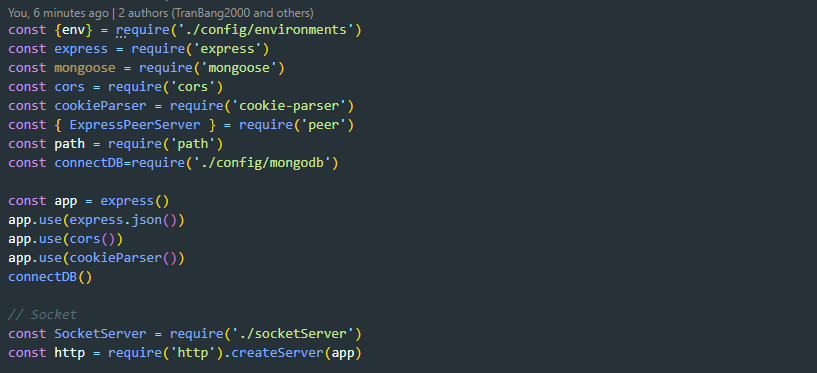 You, 6 minutes ago | 2 authors (TranBang2000 and others)
const {env} = require('./config/environments')
const express = require('express')
const mongoose = require('mongoose')
const cors = require('cors')
const cookieParser = require('cookie-parser')
const { ExpressPeerServer } = require('peer')
const path = require('path')
const connectDB=require('./config/mongodb')
const app = express()
app.use(express.json())
app.use(cors())
app.use(cookieParser())
connectDB()
// Socket
const SocketServer = require('./socketServer')
const http = require('http').createServer(app)